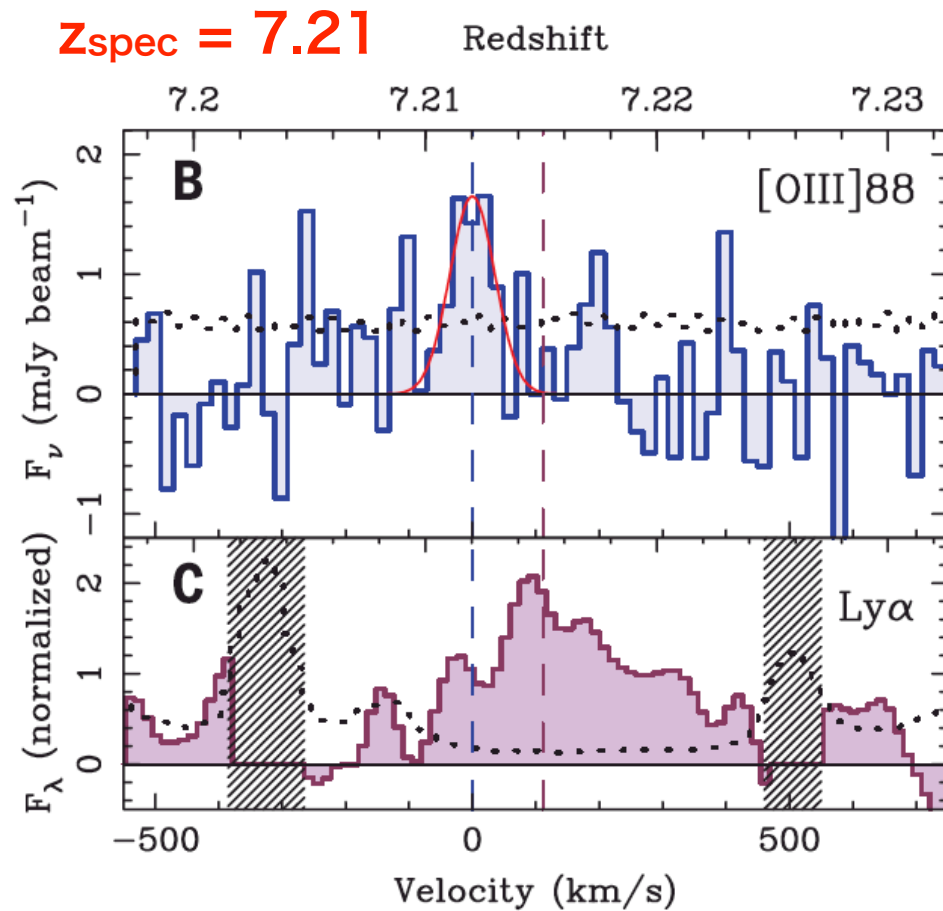 zspec = 7.21
Redshift
7.2 7.21 7.22 7.23
B
[OIII]88
2
1
0
−1
Fν (mJy beam−1)
C
Lyα
2
1
0
Fλ (normalized)
−500 0 500
Velocity (km/s)